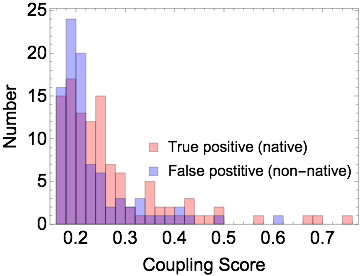 25
20
15
10
5
0
Number
True positive (native)
False postitive (non-native)
0.2 0.3 0.4 0.5 0.6 0.7
Coupling Score